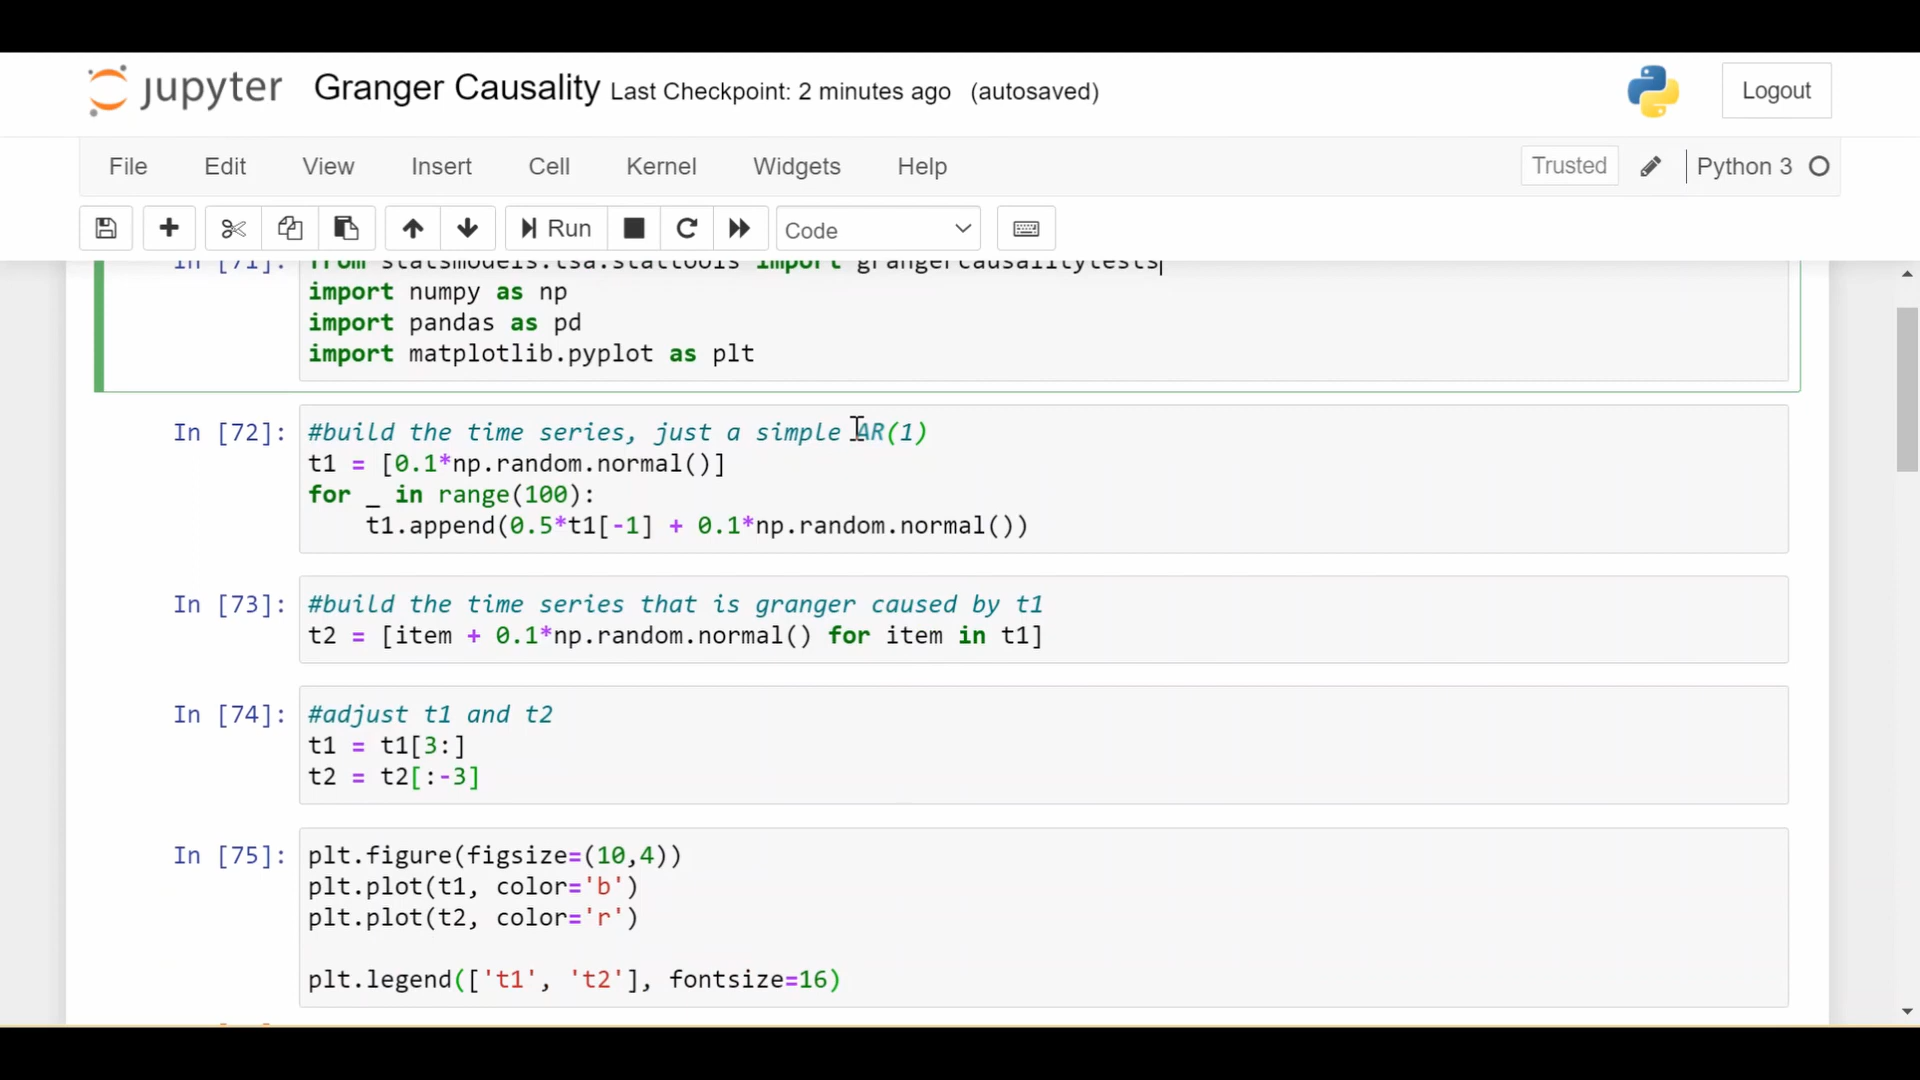 jupyter Granger Causality Last Checkpoint: 2 minutes ago (autosaved) Logout
File Edit View Insert Cell Kernel Widgets Help Trusted Python 3
Run Code
In [71]: from statsmodels.tsa.stattools import grangercausalitytests
import numpy as np
import pandas as pd
import matplotlib.pyplot as plt
In [72]: #build the time series, just a simple AR(1)
t1 = [0.1*np.random.normal()]
for _ in range(100):
    t1.append(0.5*t1[-1] + 0.1*np.random.normal())
In [73]: #build the time series that is granger caused by t1
t2 = [item + 0.1*np.random.normal() for item in t1]
In [74]: #adjust t1 and t2
t1 = t1[3:]
t2 = t2[:-3]
In [75]: plt.figure(figsize=(10,4))
plt.plot(t1, color='b')
plt.plot(t2, color='r')
plt.legend(['t1', 't2'], fontsize=16)